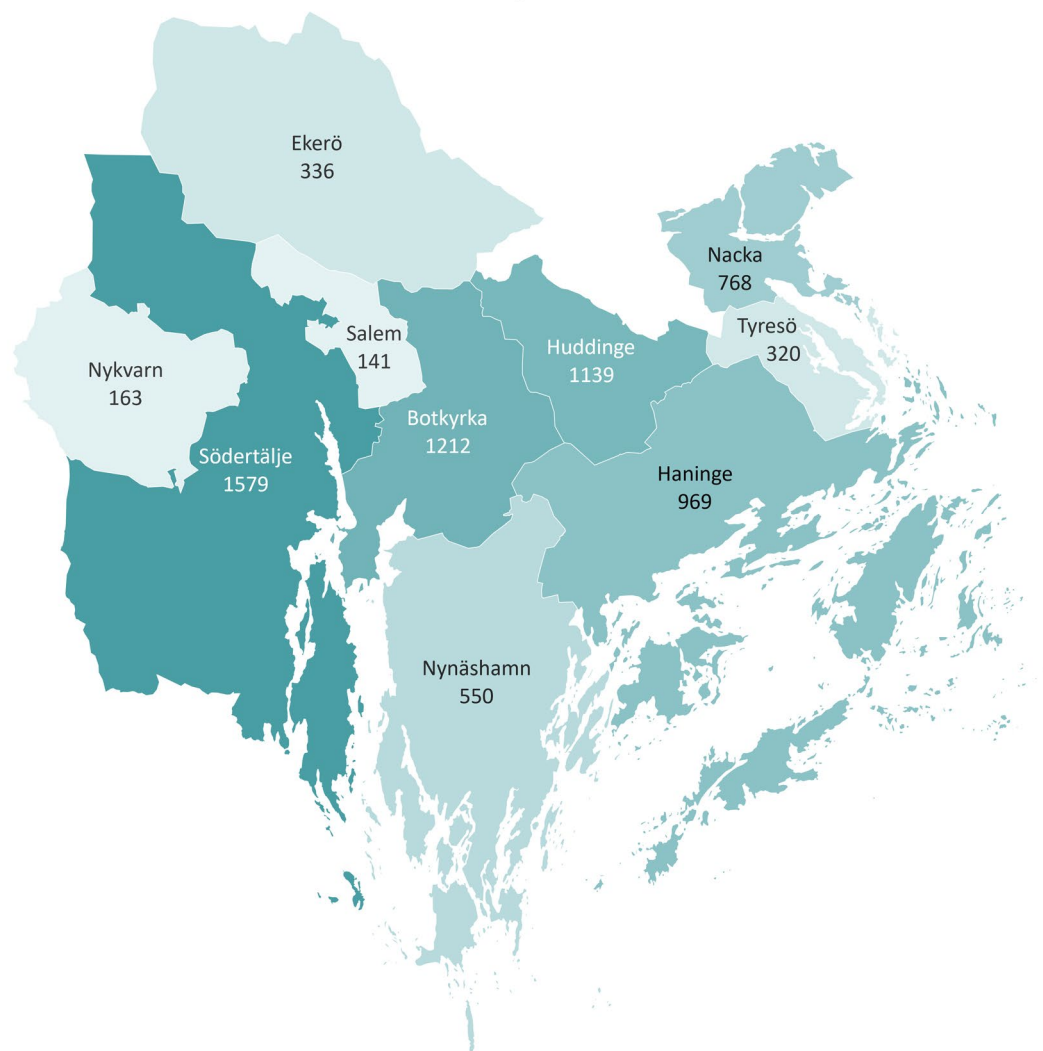 Ekerö
336
Nacka
768
Tyresö
320
Salem
141
Huddinge
1139
Nykvarn
163
Botkyrka
1212
Södertälje
1579
Haninge
969
Nynäshamn
550